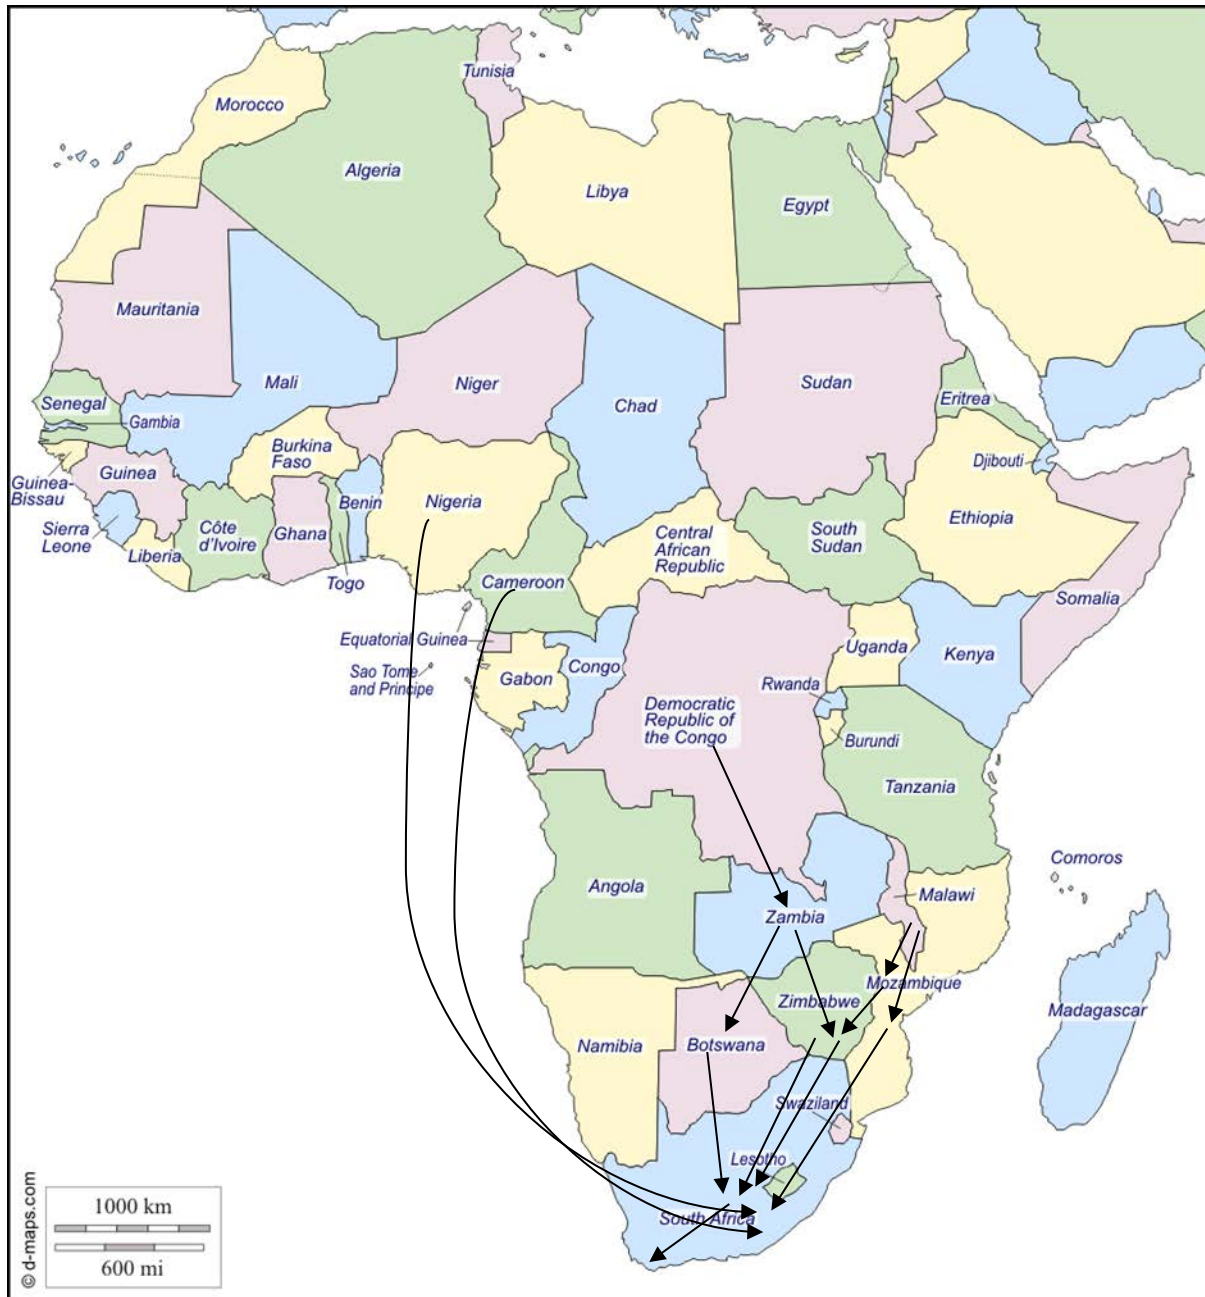 Tunisia
Morocco
Algeria
Libya
Egypt
Mauritania
Mali
Niger
Chad
Sudan
Eritrea
Senegal
Gambia
Burkina
Faso
Djibouti
Guinea-
Bissau
Guinea
Benin
Nigeria
Sierra
Leone
Côte
d'Ivoire
Ghana
Central
African
Republic
South
Sudan
Ethiopia
Liberia
Togo
Cameroon
Somalia
Equatorial Guinea
Uganda
Kenya
Sao Tome
and Principe
Gabon
Congo
Rwanda
Democratic
Republic of
the Congo
Burundi
Tanzania
Comoros
Angola
Malawi
Zambia
Mozambique
Zimbabwe
Madagascar
Namibia
Botswana
Swaziland
Lesotho
South Africa
© d-maps.com
1000 km
600 mi